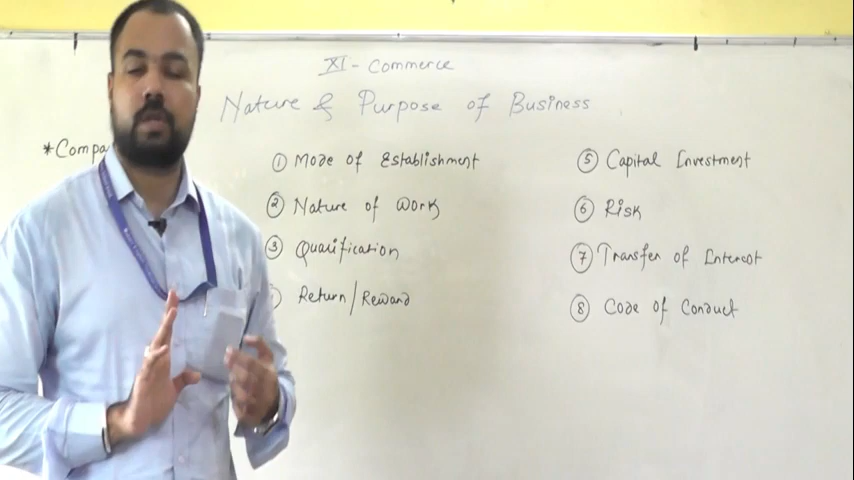 XI - Commerce
Nature & Purpose of Business
① Mode of Establishment
② Nature of Work
③ Qualification
Return/Reward
⑤ Capital Investment
⑥ Risk
⑦ Transfer of Interest
⑧ Code of Conduct